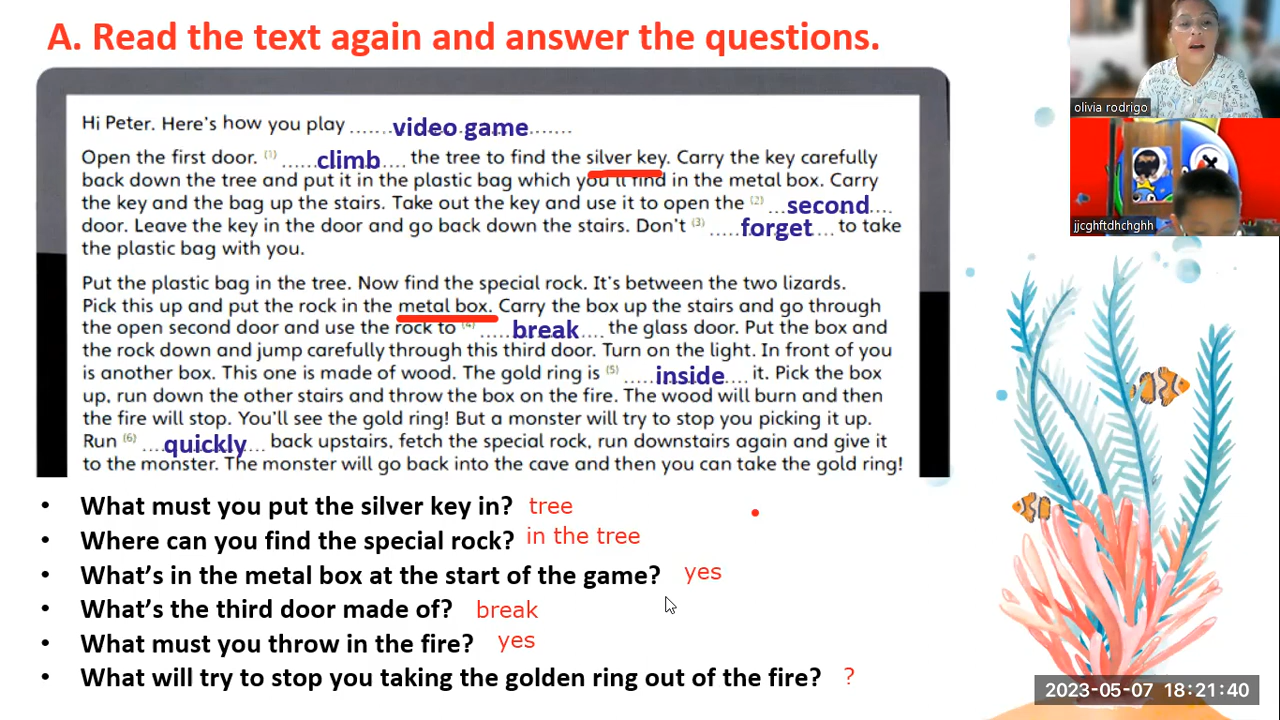 A. Read the text again and answer the questions.
olivia rodrigo
Hi Peter. Here's how you play .......video game.......
Open the first door. (1) ......climb.... the tree to find the silver key. Carry the key carefully
back down the tree and put it in the plastic bag which you'll find in the metal box. Carry
the key and the bag up the stairs. Take out the key and use it to open the (2) ...second....
door. Leave the key in the door and go back down the stairs. Don't (3) .....forget.... to take
the plastic bag with you.
jjcghftdhchghh
Put the plastic bag in the tree. Now find the special rock. It's between the two lizards.
Pick this up and put the rock in the metal box. Carry the box up the stairs and go through
the open second door and use the rock to (4) .....break.... the glass door. Put the box and
the rock down and jump carefully through this third door. Turn on the light. In front of you
is another box. This one is made of wood. The gold ring is (5) .....inside.... it. Pick the box
up, run down the other stairs and throw the box on the fire. The wood will burn and then
the fire will stop. You'll see the gold ring! But a monster will try to stop you picking it up.
Run (6) ....quickly.... back upstairs, fetch the special rock, run downstairs again and give it
to the monster. The monster will go back into the cave and then you can take the gold ring!
• What must you put the silver key in? tree
• Where can you find the special rock? in the tree
• What's in the metal box at the start of the game? yes
• What's the third door made of? break
• What must you throw in the fire? yes
• What will try to stop you taking the golden ring out of the fire? ?
2023-05-07 18:21:40